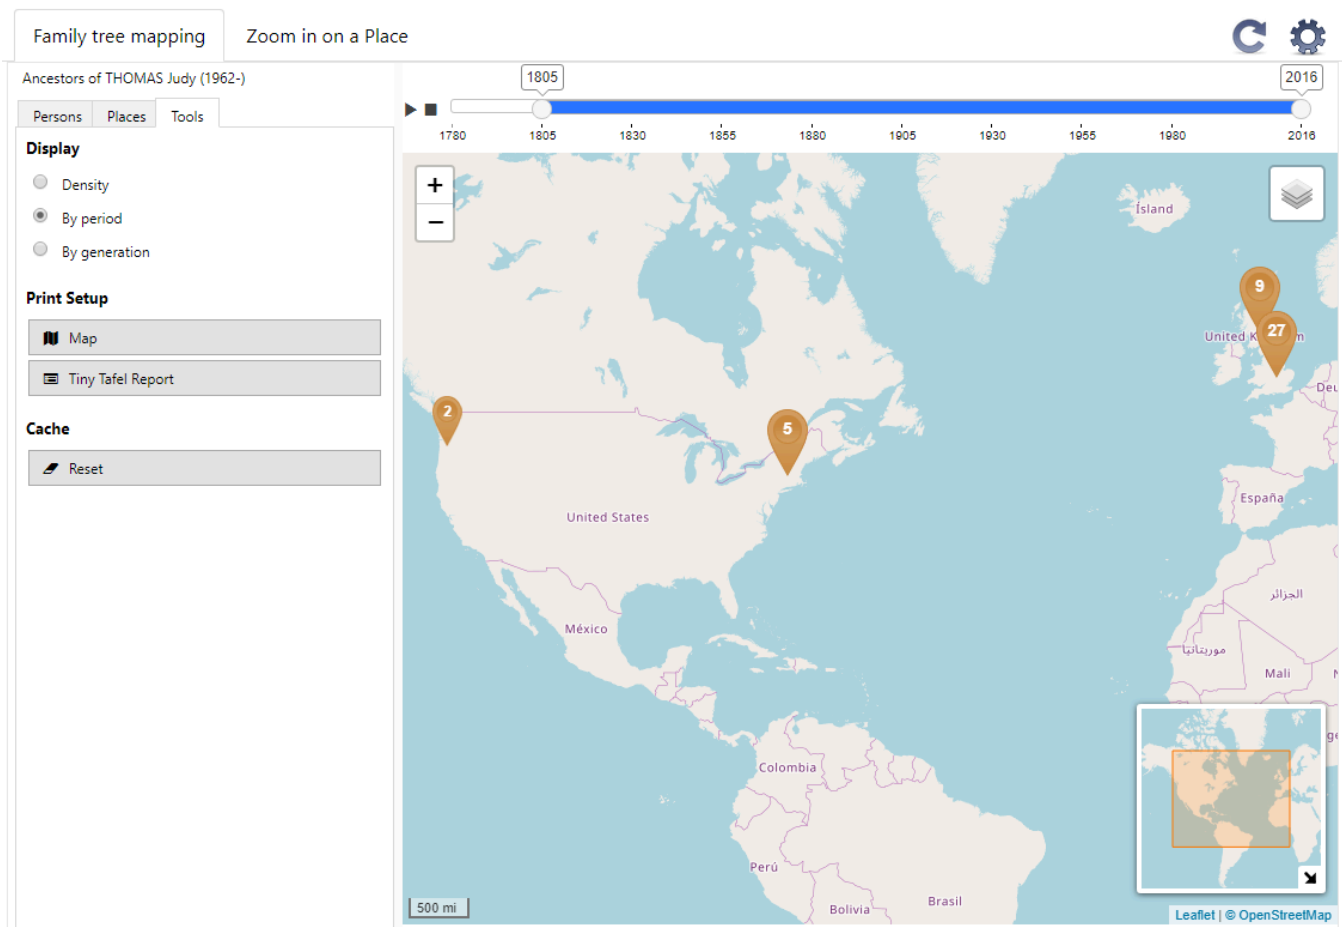 Family tree mapping
Zoom in on a Place
Ancestors of THOMAS Judy (1962-)
Persons
Places
Tools
Display
Density
By period
By generation
Print Setup
Map
Tiny Tafel Report
Cache
Reset
1805
2016
1780 1805 1830 1855 1880 1905 1930 1955 1980 2016
+
−
Ísland
9
United K
27
m
Deu
2
5
España
United States
الجزائر
México
موريتانيا
Mali
Colombia
Perú
Brasil
Bolivia
500 mi
Leaflet | © OpenStreetMap